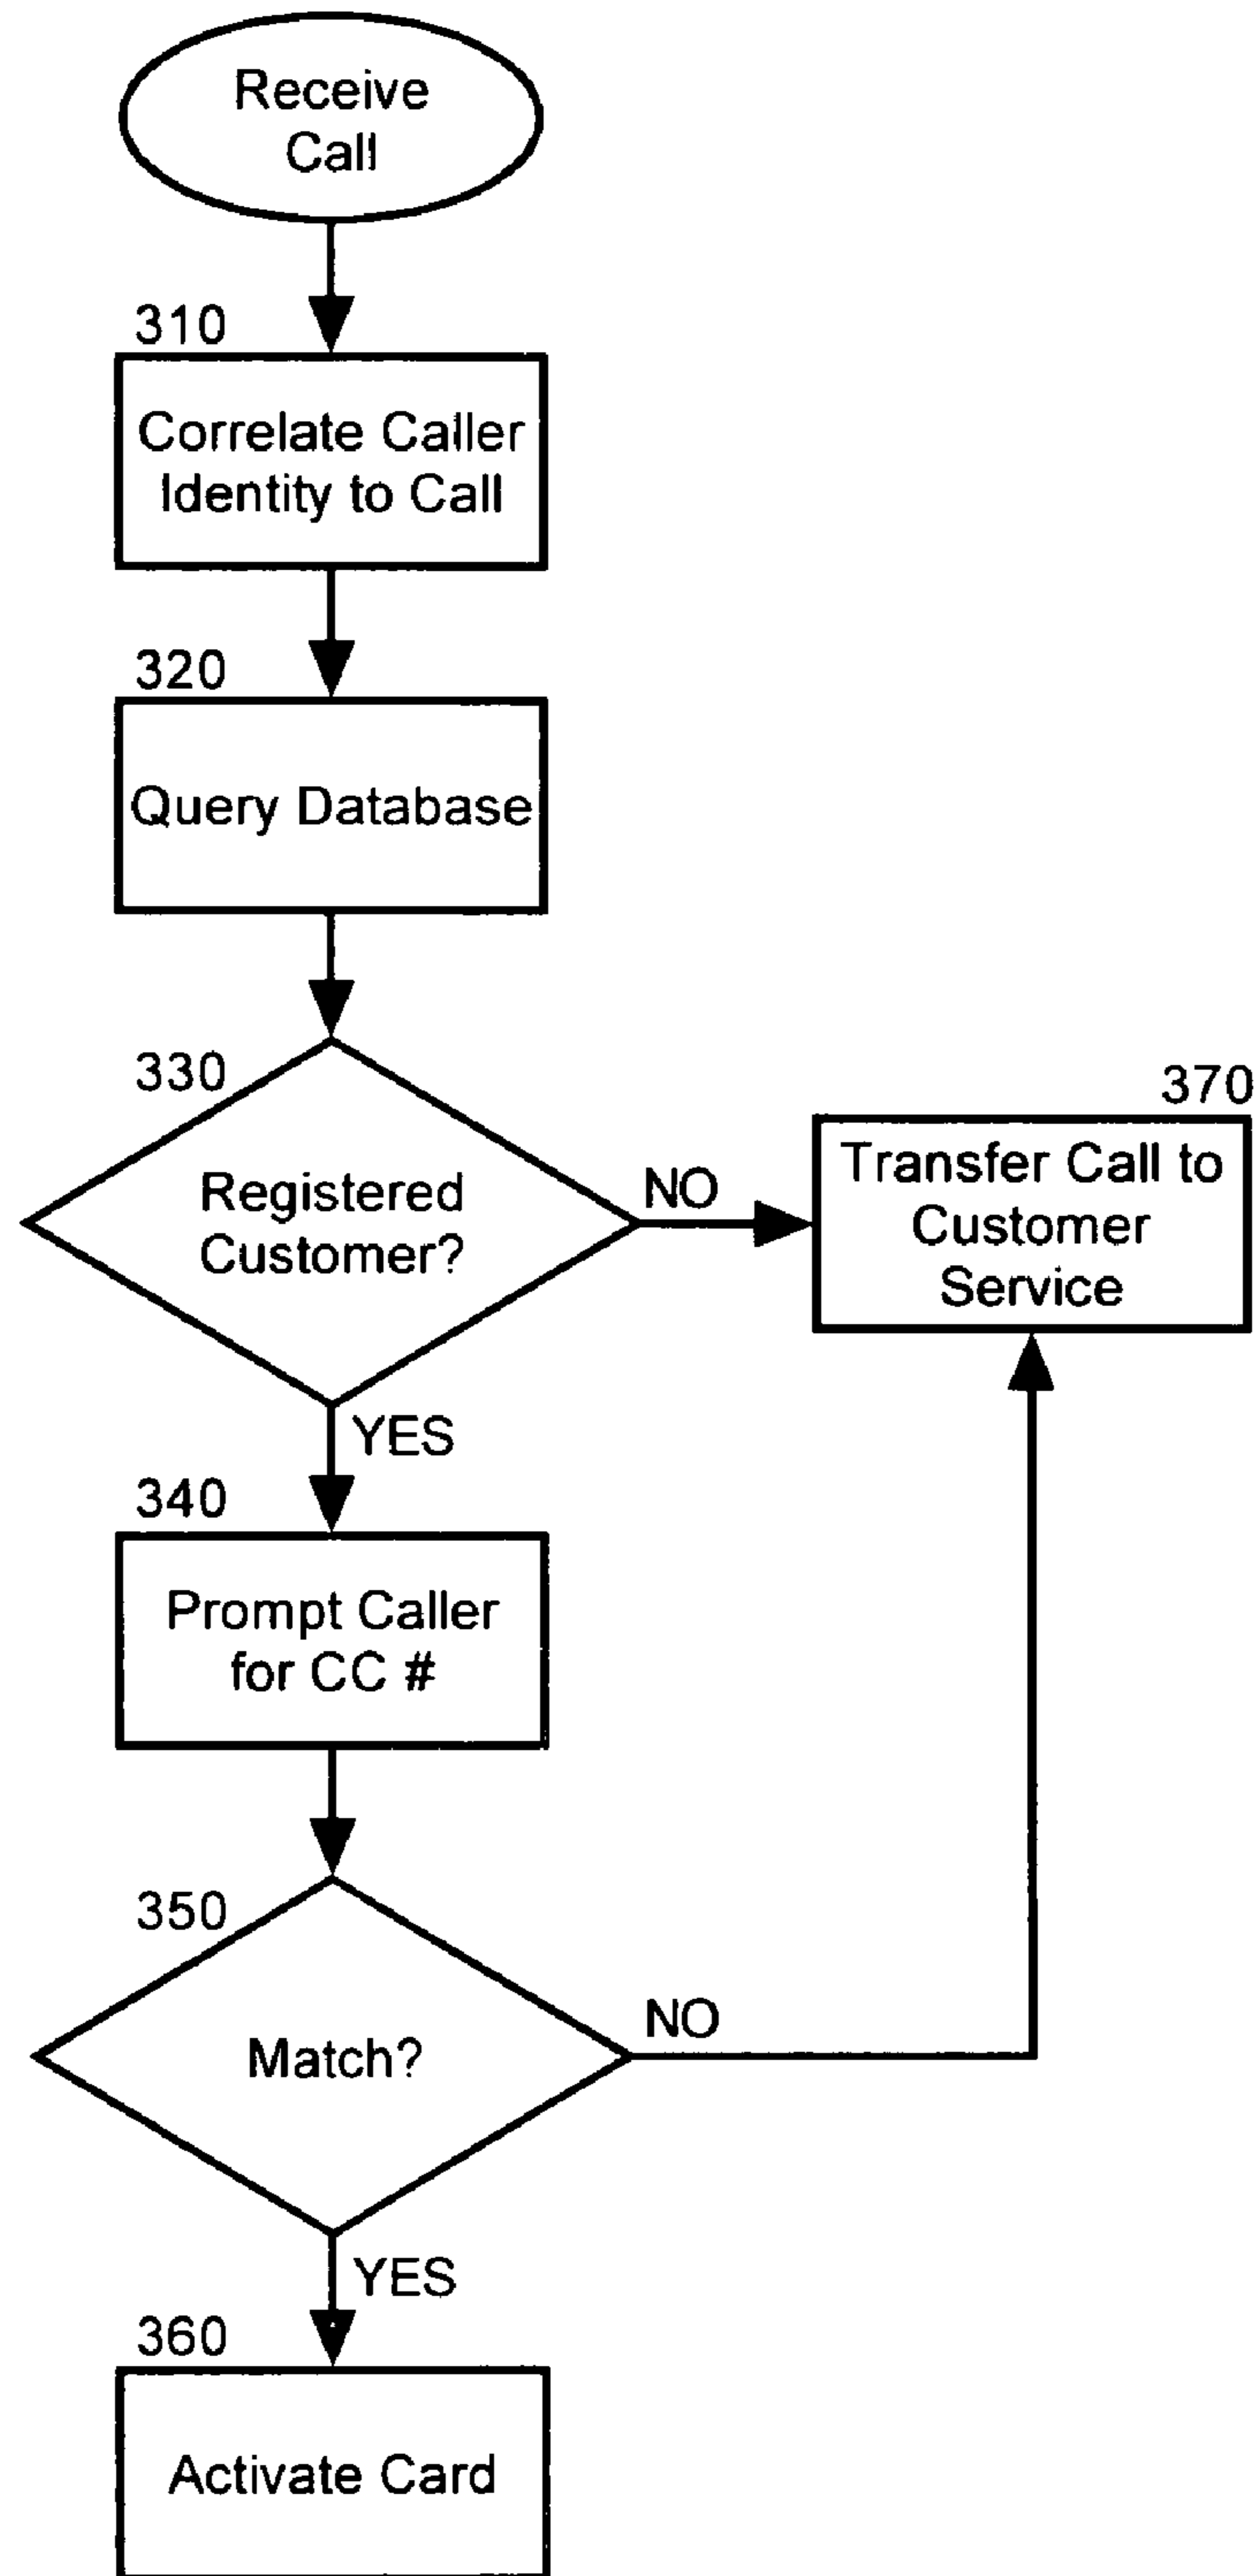 Receive
Call
310
Correlate Caller
Identity to Call
320
Query Database
330
Registered
Customer?
NO
370
Transfer Call to
Customer
Service
YES
340
Prompt Caller
for CC #
350
Match?
NO
YES
360
Activate Card